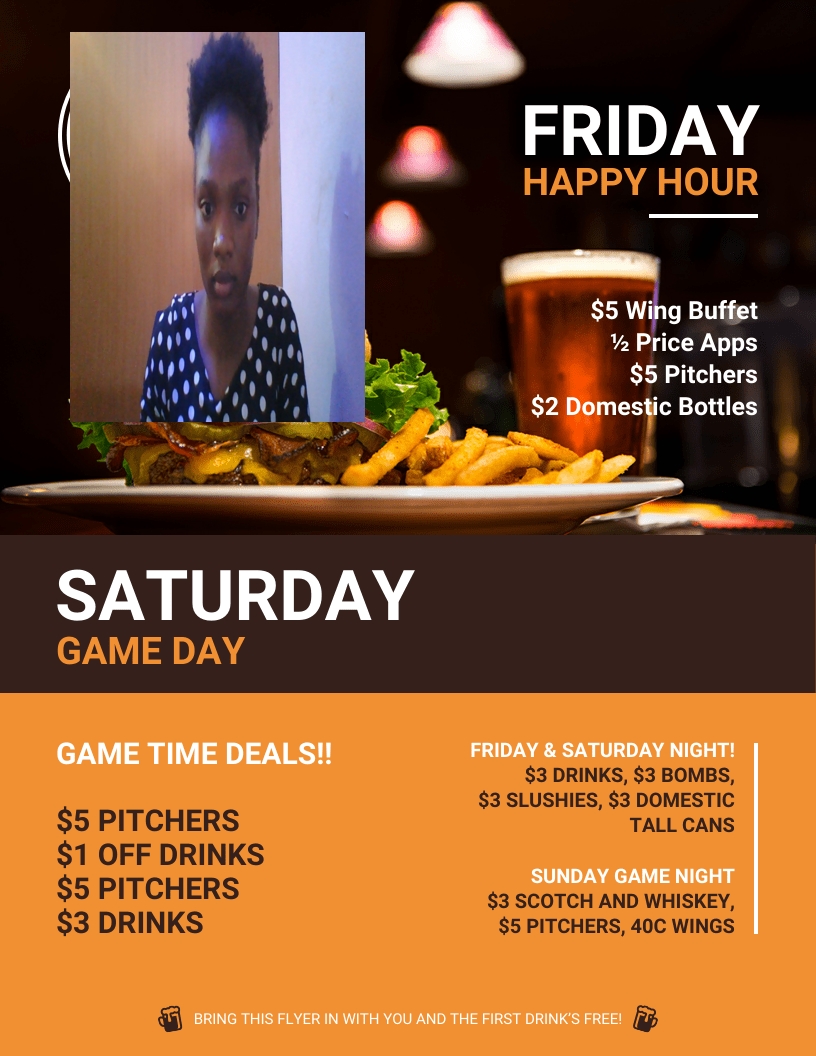 FRIDAY
HAPPY HOUR
$5 Wing Buffet
½ Price Apps
$5 Pitchers
$2 Domestic Bottles
SATURDAY
GAME DAY
GAME TIME DEALS!!
$5 PITCHERS
$1 OFF DRINKS
$5 PITCHERS
$3 DRINKS
FRIDAY & SATURDAY NIGHT!
$3 DRINKS, $3 BOMBS,
$3 SLUSHIES, $3 DOMESTIC
TALL CANS
SUNDAY GAME NIGHT
$3 SCOTCH AND WHISKEY,
$5 PITCHERS, 40C WINGS
BRING THIS FLYER IN WITH YOU AND THE FIRST DRINK'S FREE!